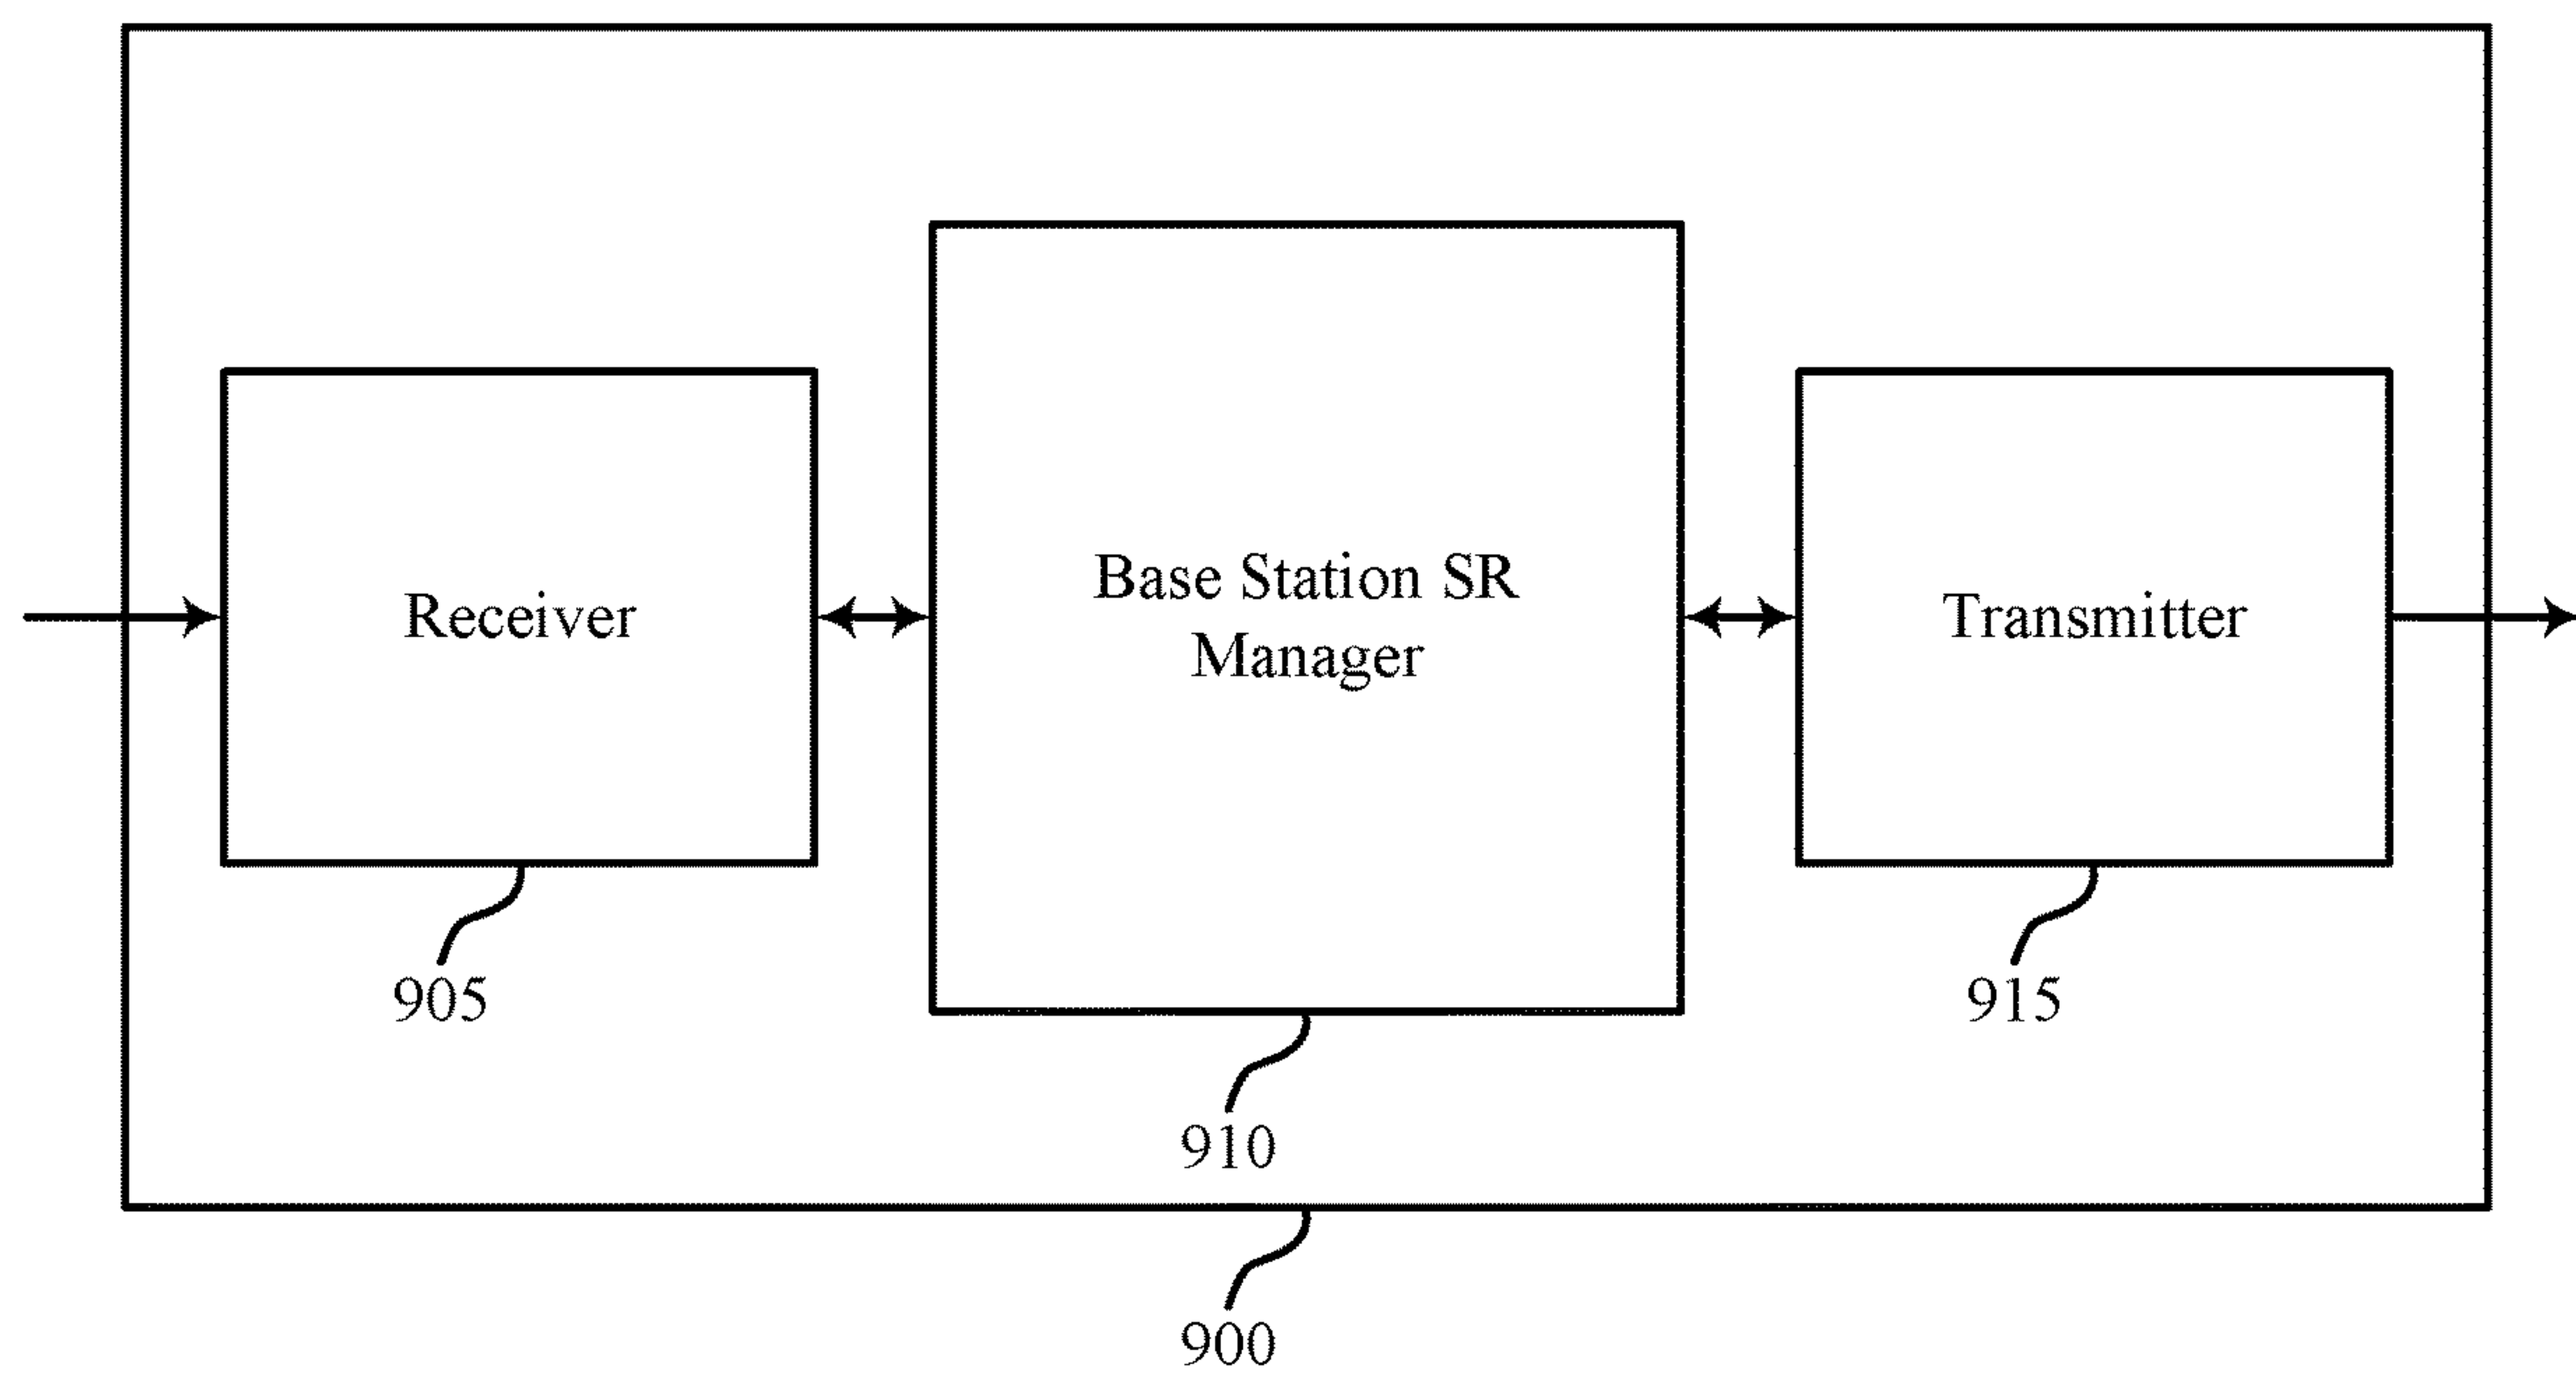 Receiver
Base Station SR
Manager
Transmitter
905
915
910
900